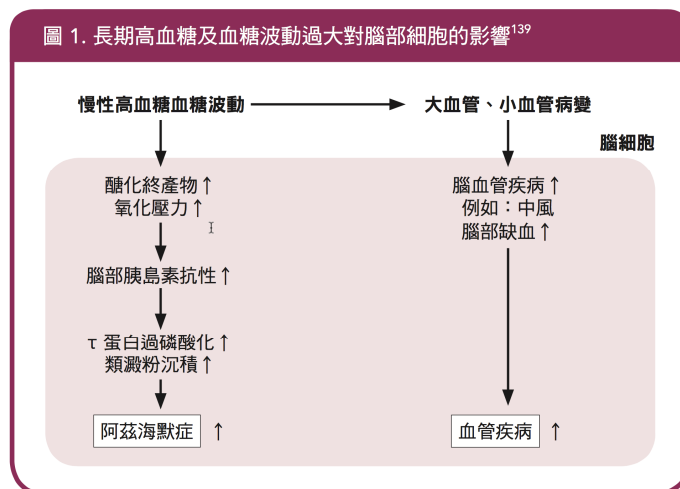 圖 1. 長期高血糖及血糖波動過大對腦部細胞的影響139
慢性高血糖血糖波動
大血管、小血管病變
腦細胞
醣化終產物↑
氧化壓力↑
腦部胰島素抗性↑
τ 蛋白過磷酸化↑
類澱粉沉積↑
阿茲海默症 ↑
腦血管疾病↑
例如：中風
腦部缺血↑
血管疾病 ↑